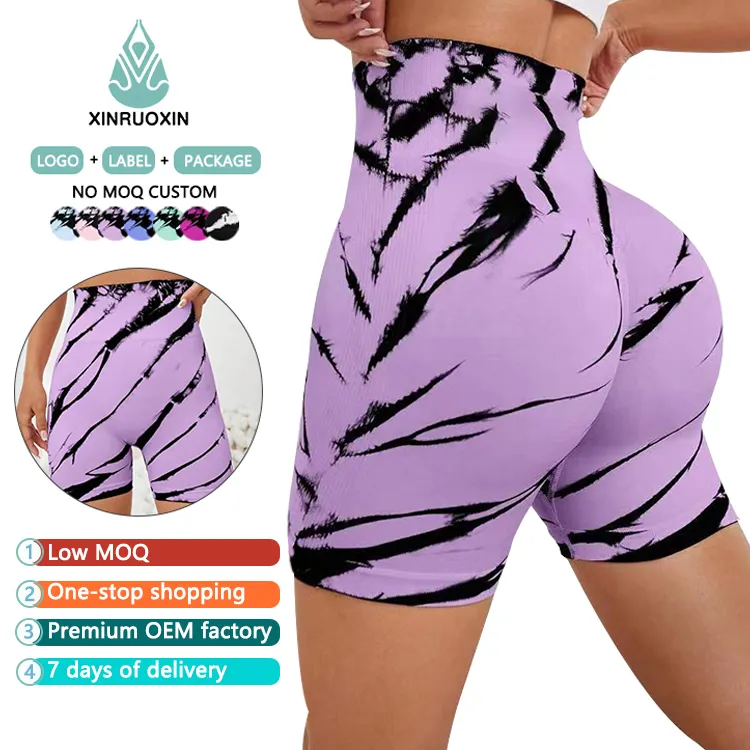 XINRUOXIN
LOGO + LABEL + PACKAGE
NO MOQ CUSTOM
1 Low MOQ
2 One-stop shopping
3 Premium OEM factory
4 7 days of delivery